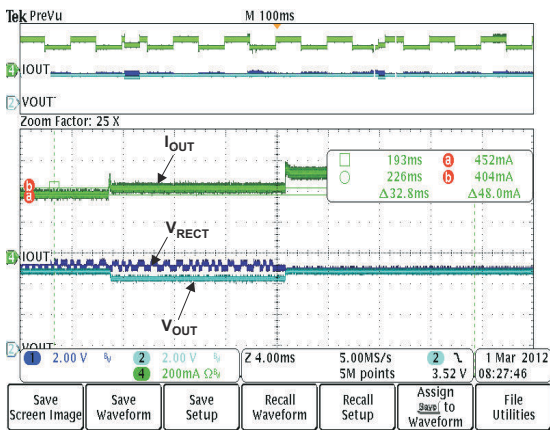 Tek PreVu M 100ms
4 IOUT
2 VOUT
Zoom Factor: 25 X
IOUT
193ms a 452mA
226ms b 404mA
Δ32.8ms Δ48.0mA
b
a
VRECT
4 IOUT
VOUT
2 VOUT
1 2.00 V 2 2.00 V Z 4.00ms 5.00MS/s 2 1 Mar 2012
4 200mA Ω 5M points 3.52 V 08:27:46
Save Screen Image
Save Waveform
Save Setup
Recall Waveform
Recall Setup
Assign Save to Waveform
File Utilities